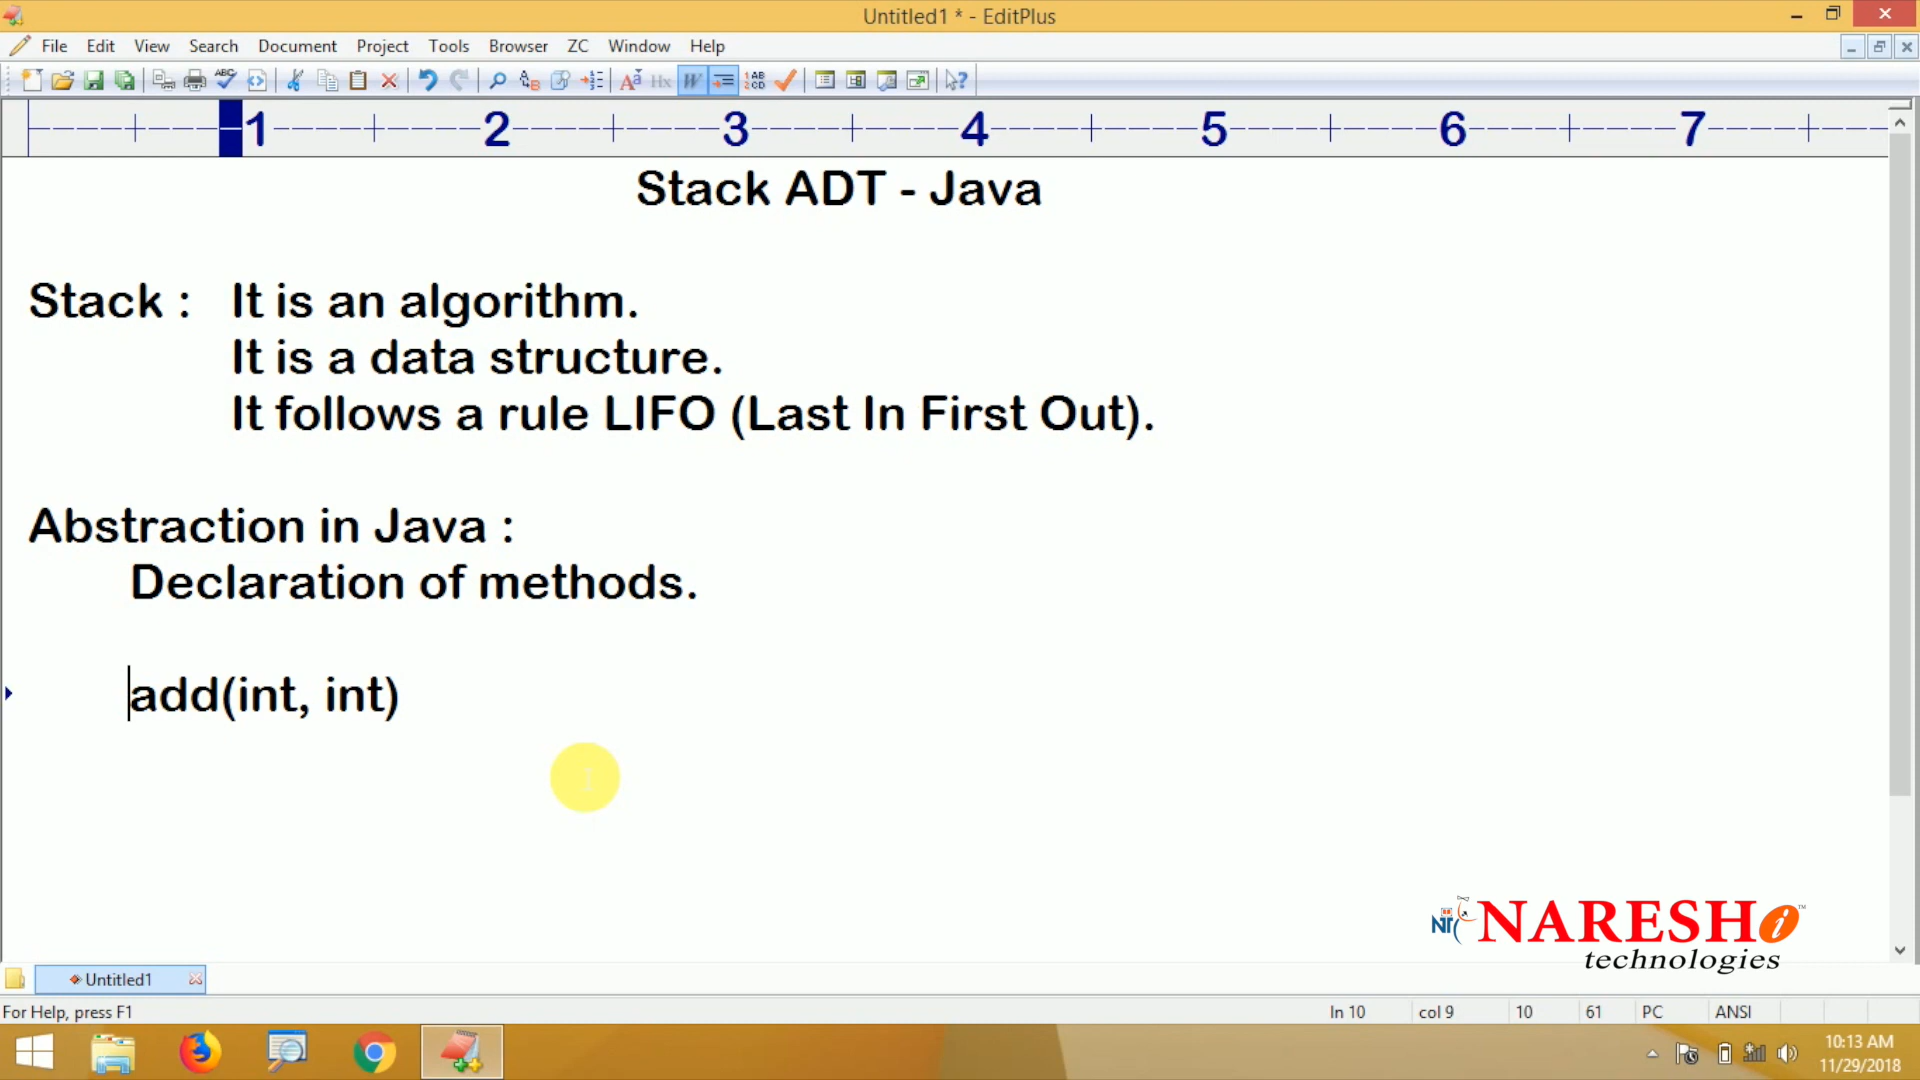 Untitled1 * - EditPlus
File Edit View Search Document Project Tools Browser ZC Window Help
1 2 3 4 5 6 7
Stack ADT - Java
Stack : It is an algorithm.
It is a data structure.
It follows a rule LIFO (Last In First Out).
Abstraction in Java :
Declaration of methods.
add(int, int)
NARESH i
technologies
Untitled1
For Help, press F1 ln 10 col 9 10 61 PC ANSI
10:13 AM
11/29/2018